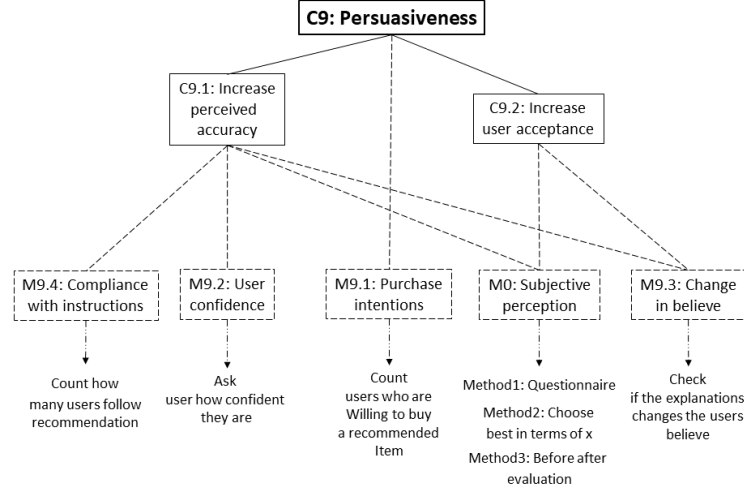 C9: Persuasiveness
C9.1: Increase
perceived
accuracy
C9.2: Increase
user acceptance
M9.4: Compliance
with instructions
M9.2: User
confidence
M9.1: Purchase
intentions
M0: Subjective
perception
M9.3: Change
in believe
Count how
many users follow
recommendation
Ask
user how confident
they are
Count
users who are
Willing to buy
a recommended
Item
Method1: Questionnaire
Method2: Choose
best in terms of x
Method3: Before after
evaluation
Check
if the explanations
changes the users
believe